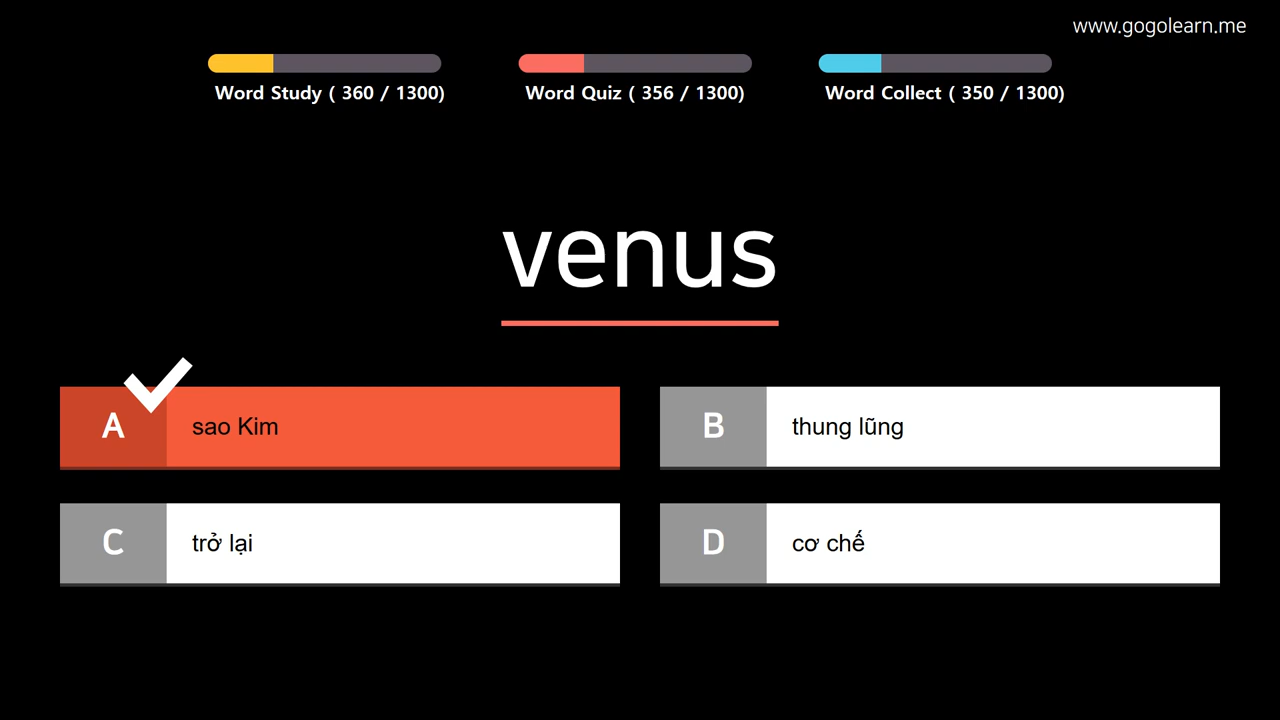 www.gogolearn.me
Word Study ( 360 / 1300)
Word Quiz ( 356 / 1300)
Word Collect ( 350 / 1300)
venus
A
sao Kim
B
thung lũng
C
trở lại
D
cơ chế